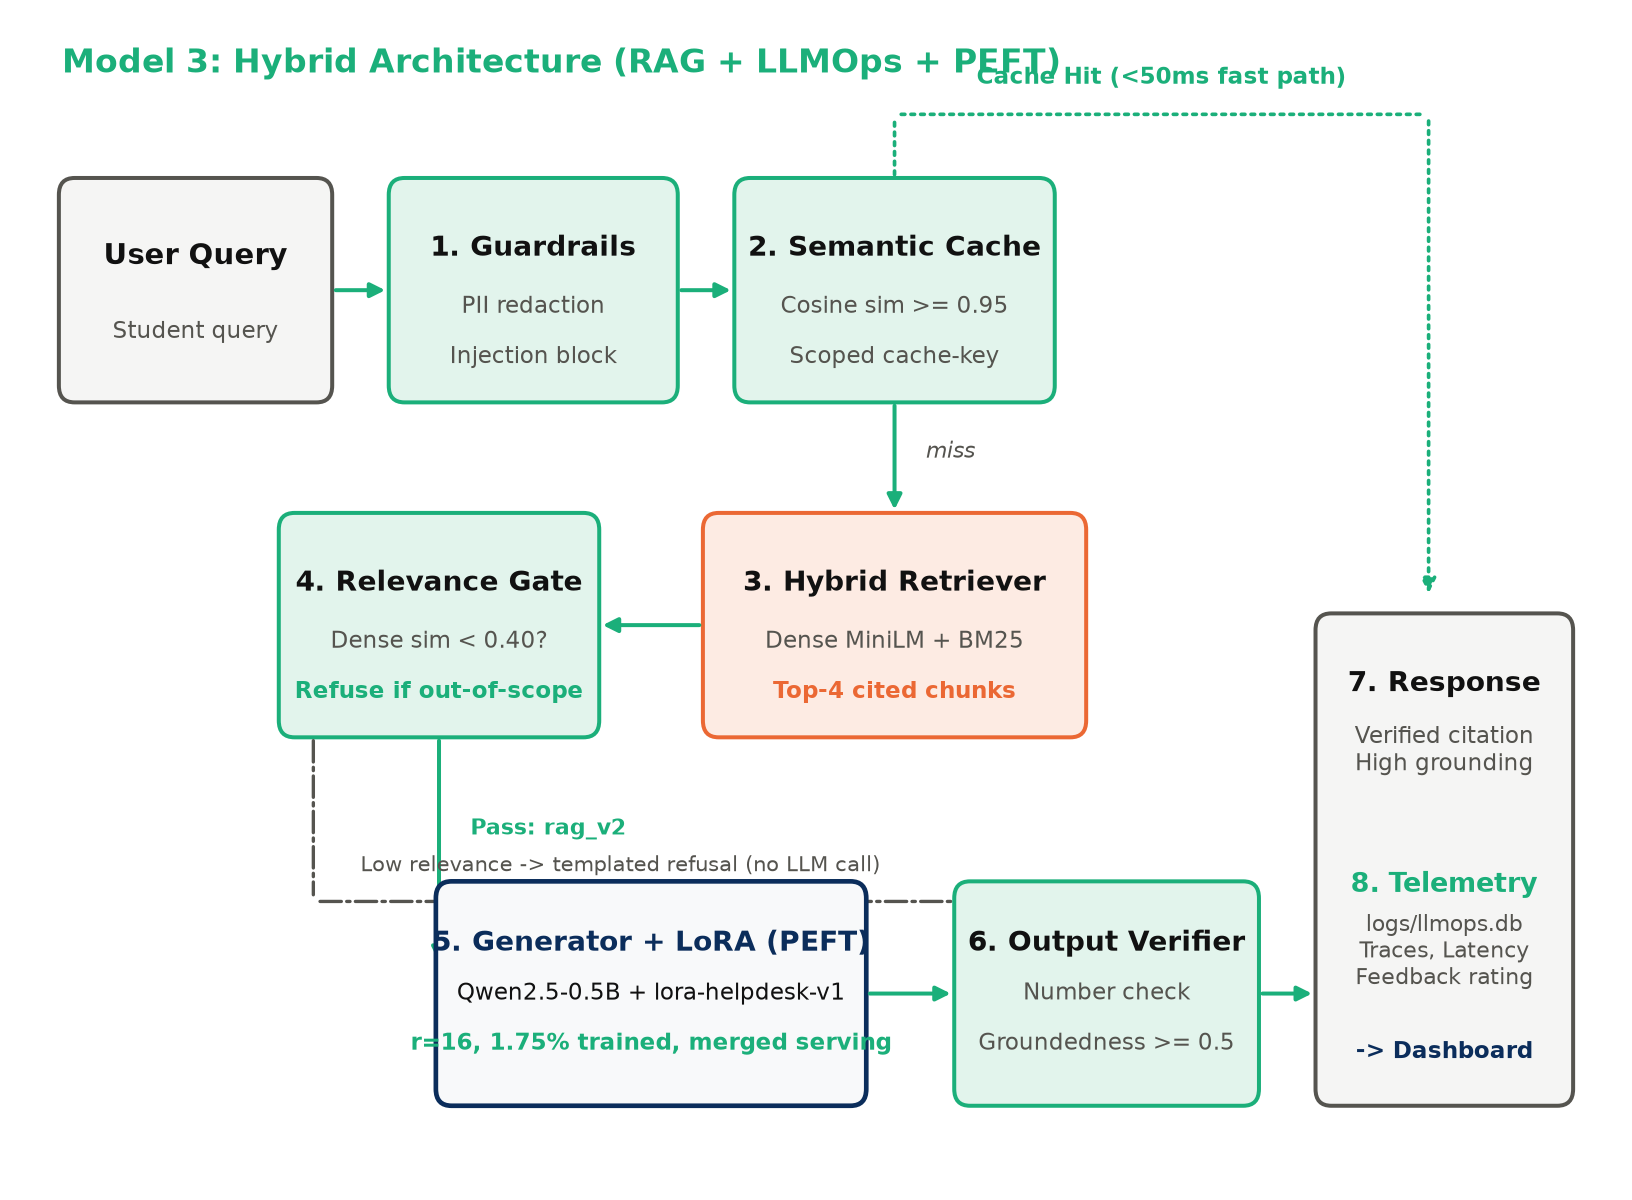 Model 3: Hybrid Architecture (RAG + LLMOps + PEFT)
Cache Hit (<50ms fast path)
User Query
Student query
1. Guardrails
PII redaction
Injection block
2. Semantic Cache
Cosine sim >= 0.95
Scoped cache-key
miss
4. Relevance Gate
Dense sim < 0.40?
Refuse if out-of-scope
3. Hybrid Retriever
Dense MiniLM + BM25
Top-4 cited chunks
Pass: rag_v2
Low relevance -> templated refusal (no LLM call)
5. Generator + LoRA (PEFT)
Qwen2.5-0.5B + lora-helpdesk-v1
r=16, 1.75% trained, merged serving
6. Output Verifier
Number check
Groundedness >= 0.5
7. Response
Verified citation
High grounding
8. Telemetry
logs/llmops.db
Traces, Latency
Feedback rating
-> Dashboard